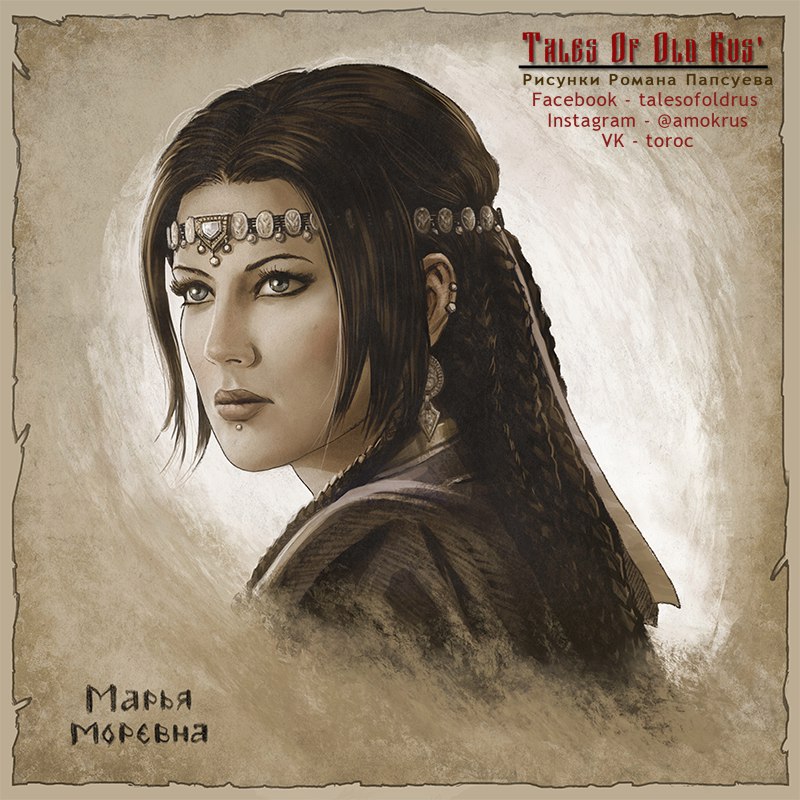 Tales Of Old Rus'
Рисунки Романа Папсуева
Facebook - talesofoldrus
Instagram - @amokrus
VK - toroc
Марья
Моревна